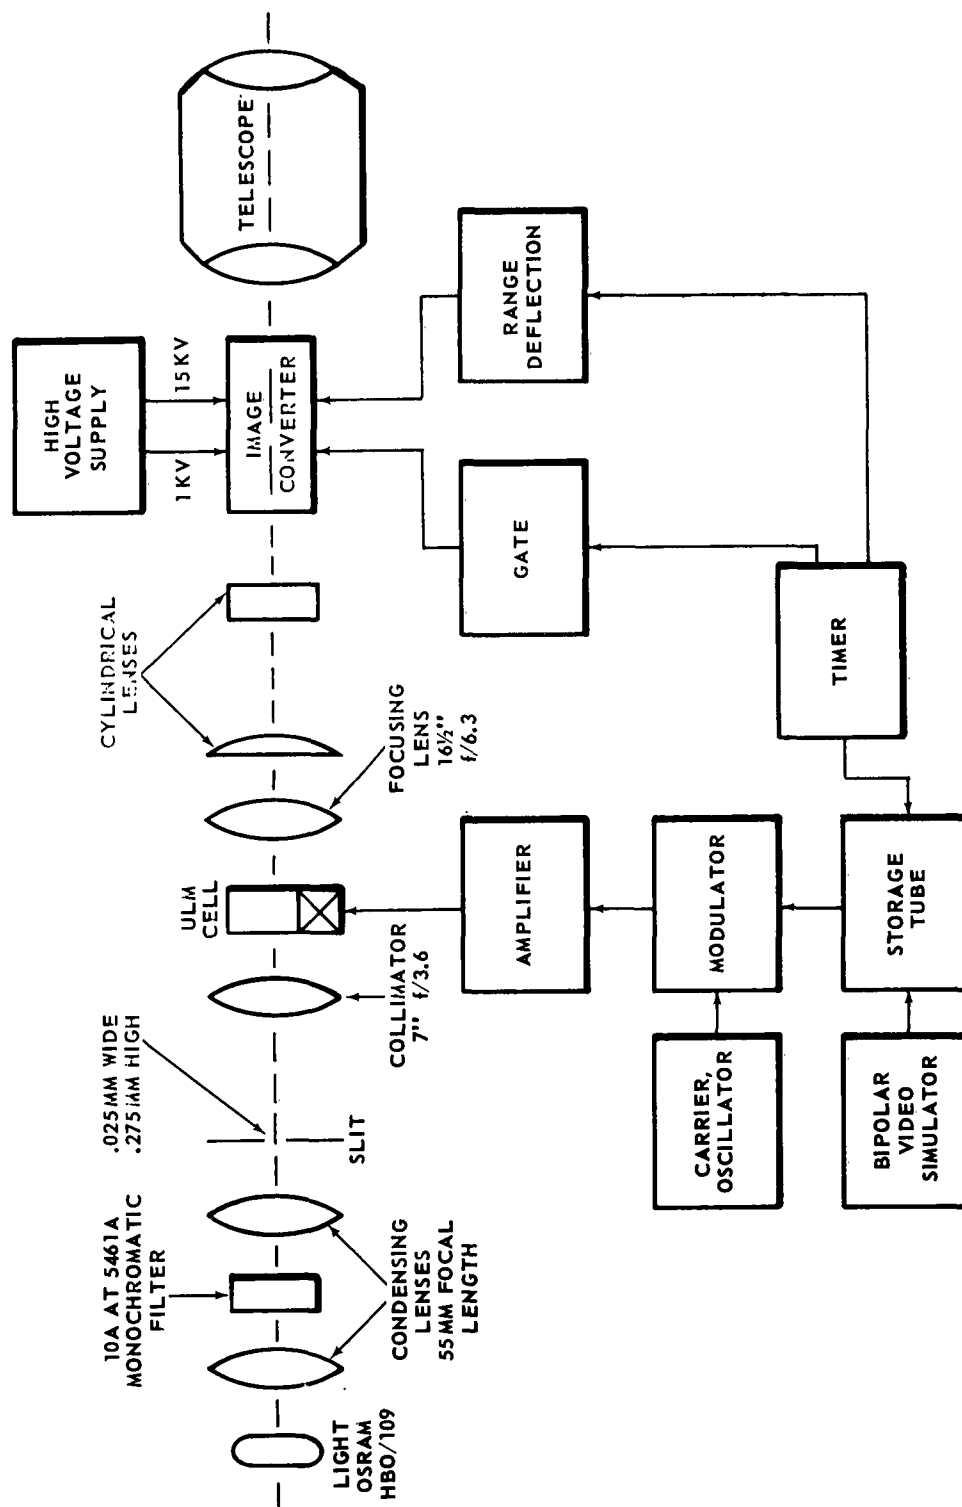 LIGHT
OSRAM
HBO/109
10A AT 5461A
MONOCHROMATIC
FILTER
CONDENSING
LENSES
55MM FOCAL
LENGTH
.025MM WIDE
.275MM HIGH
SLIT
COLLIMATOR
7" f/3.6
ULM
CELL
FOCUSING
LENS
16½"
f/6.3
CYLINDRICAL
LENSES
HIGH
VOLTAGE
SUPPLY
1KV
15KV
IMAGE
CONVERTER
TELESCOPE
AMPLIFIER
GATE
RANGE
DEFLECTION
CARRIER,
OSCILLATOR
MODULATOR
BIPOLAR
VIDEO
SIMULATOR
STORAGE
TUBE
TIMER